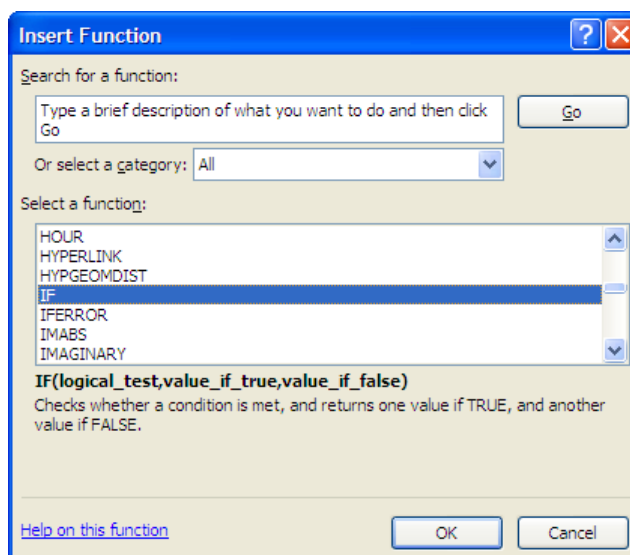 Insert Function
Search for a function:
Type a brief description of what you want to do and then click
Go
Go
Or select a category: All
Select a function:
HOUR
HYPERLINK
HYPGEOMDIST
IF
IFERROR
IMABS
IMAGINARY
IF(logical_test,value_if_true,value_if_false)
Checks whether a condition is met, and returns one value if TRUE, and another
value if FALSE.
Help on this function
OK
Cancel